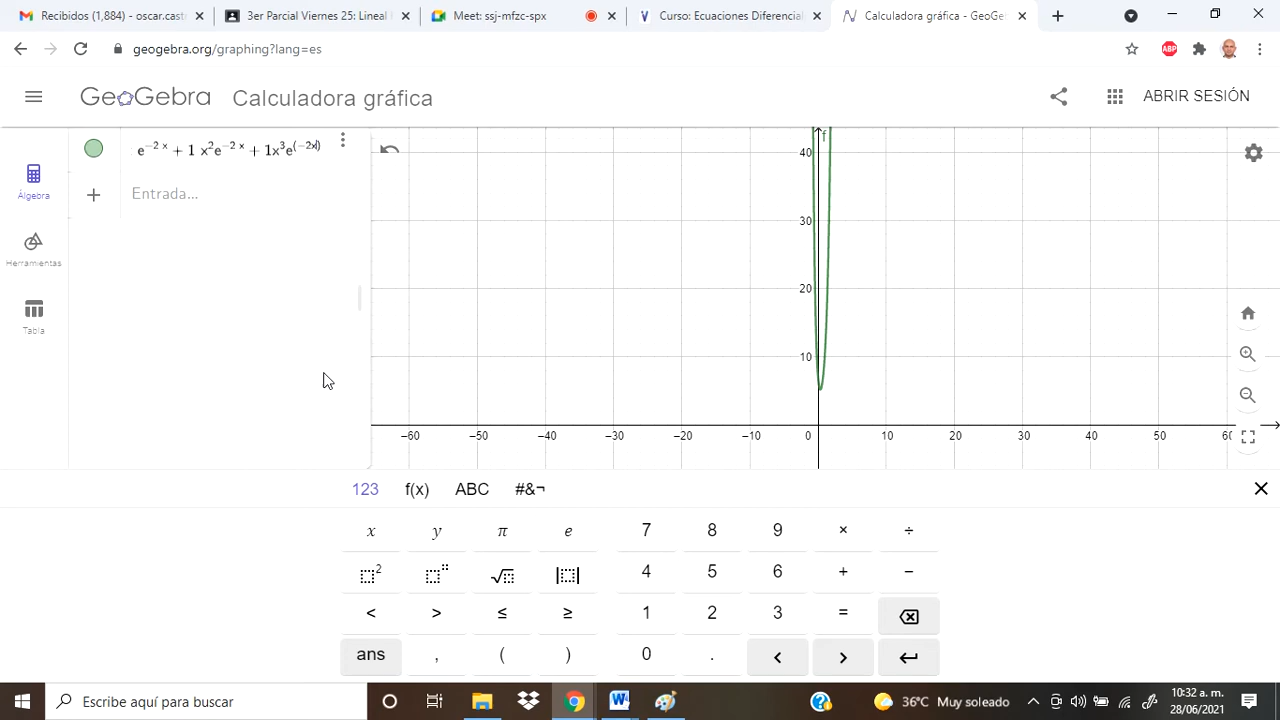 Recibidos (1,884) - oscar.cast
3er Parcial Viernes 25: Lineal H
Meet: ssj-mfzc-spx
Curso: Ecuaciones Diferencial
Calculadora gráfica - GeoGe
geogebra.org/graphing?lang=es
ABP
GeoGebra
Calculadora gráfica
ABRIR SESIÓN
e^(−2 x) + 1 x²e^(−2 x) + 1x³e^((−2x))
Entrada...
Álgebra
Herramientas
Tabla
f
40
30
20
10
−60 −50 −40 −30 −20 −10 0 10 20 30 40 50 60
123 f(x) ABC #&¬
x y π e 7 8 9 × ÷
2 √ | | 4 5 6 + −
< > ≤ ≥ 1 2 3 =
ans , ( ) 0 . < >
Escribe aquí para buscar
36°C Muy soleado
10:32 a. m.
28/06/2021